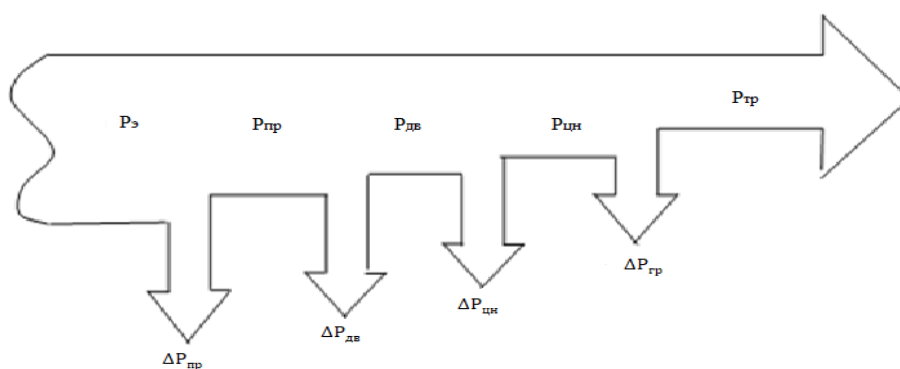 Pэ Pпр Pдв Pцн Pтр
ΔPгр
ΔPцн
ΔPдв
ΔPпр